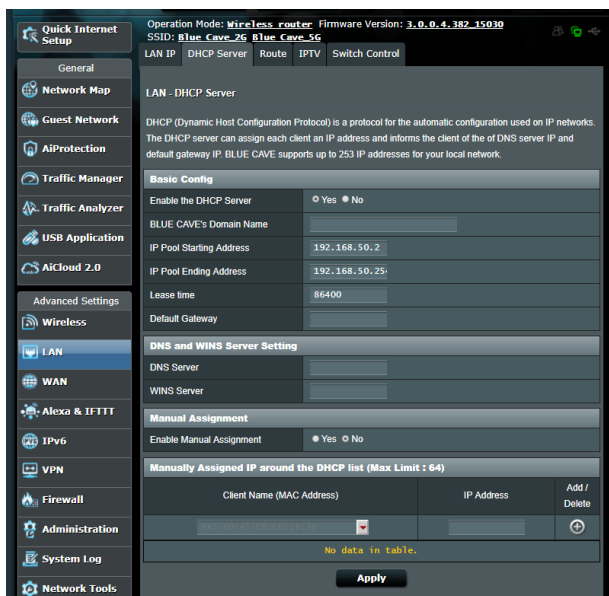 Quick Internet
Setup
General
Network Map
Guest Network
AiProtection
Traffic Manager
Traffic Analyzer
USB Application
AiCloud 2.0
Advanced Settings
Wireless
LAN
WAN
Alexa & IFTTT
IPv6
VPN
Firewall
Administration
System Log
Network Tools
Operation Mode: Wireless router Firmware Version: 3.0.0.4.382_15030
SSID: Blue Cave_2G Blue Cave_5G
LAN IP DHCP Server Route IPTV Switch Control
LAN - DHCP Server
DHCP (Dynamic Host Configuration Protocol) is a protocol for the automatic configuration used on IP networks.
The DHCP server can assign each client an IP address and informs the client of the of DNS server IP and
default gateway IP. BLUE CAVE supports up to 253 IP addresses for your local network.
Basic Config
Enable the DHCP Server Yes No
BLUE CAVE's Domain Name
IP Pool Starting Address 192.168.50.2
IP Pool Ending Address 192.168.50.25
Lease time 86400
Default Gateway
DNS and WINS Server Setting
DNS Server
WINS Server
Manual Assignment
Enable Manual Assignment Yes No
Manually Assigned IP around the DHCP list (Max Limit : 64)
Client Name (MAC Address) IP Address Add /
Delete
No data in table.
Apply